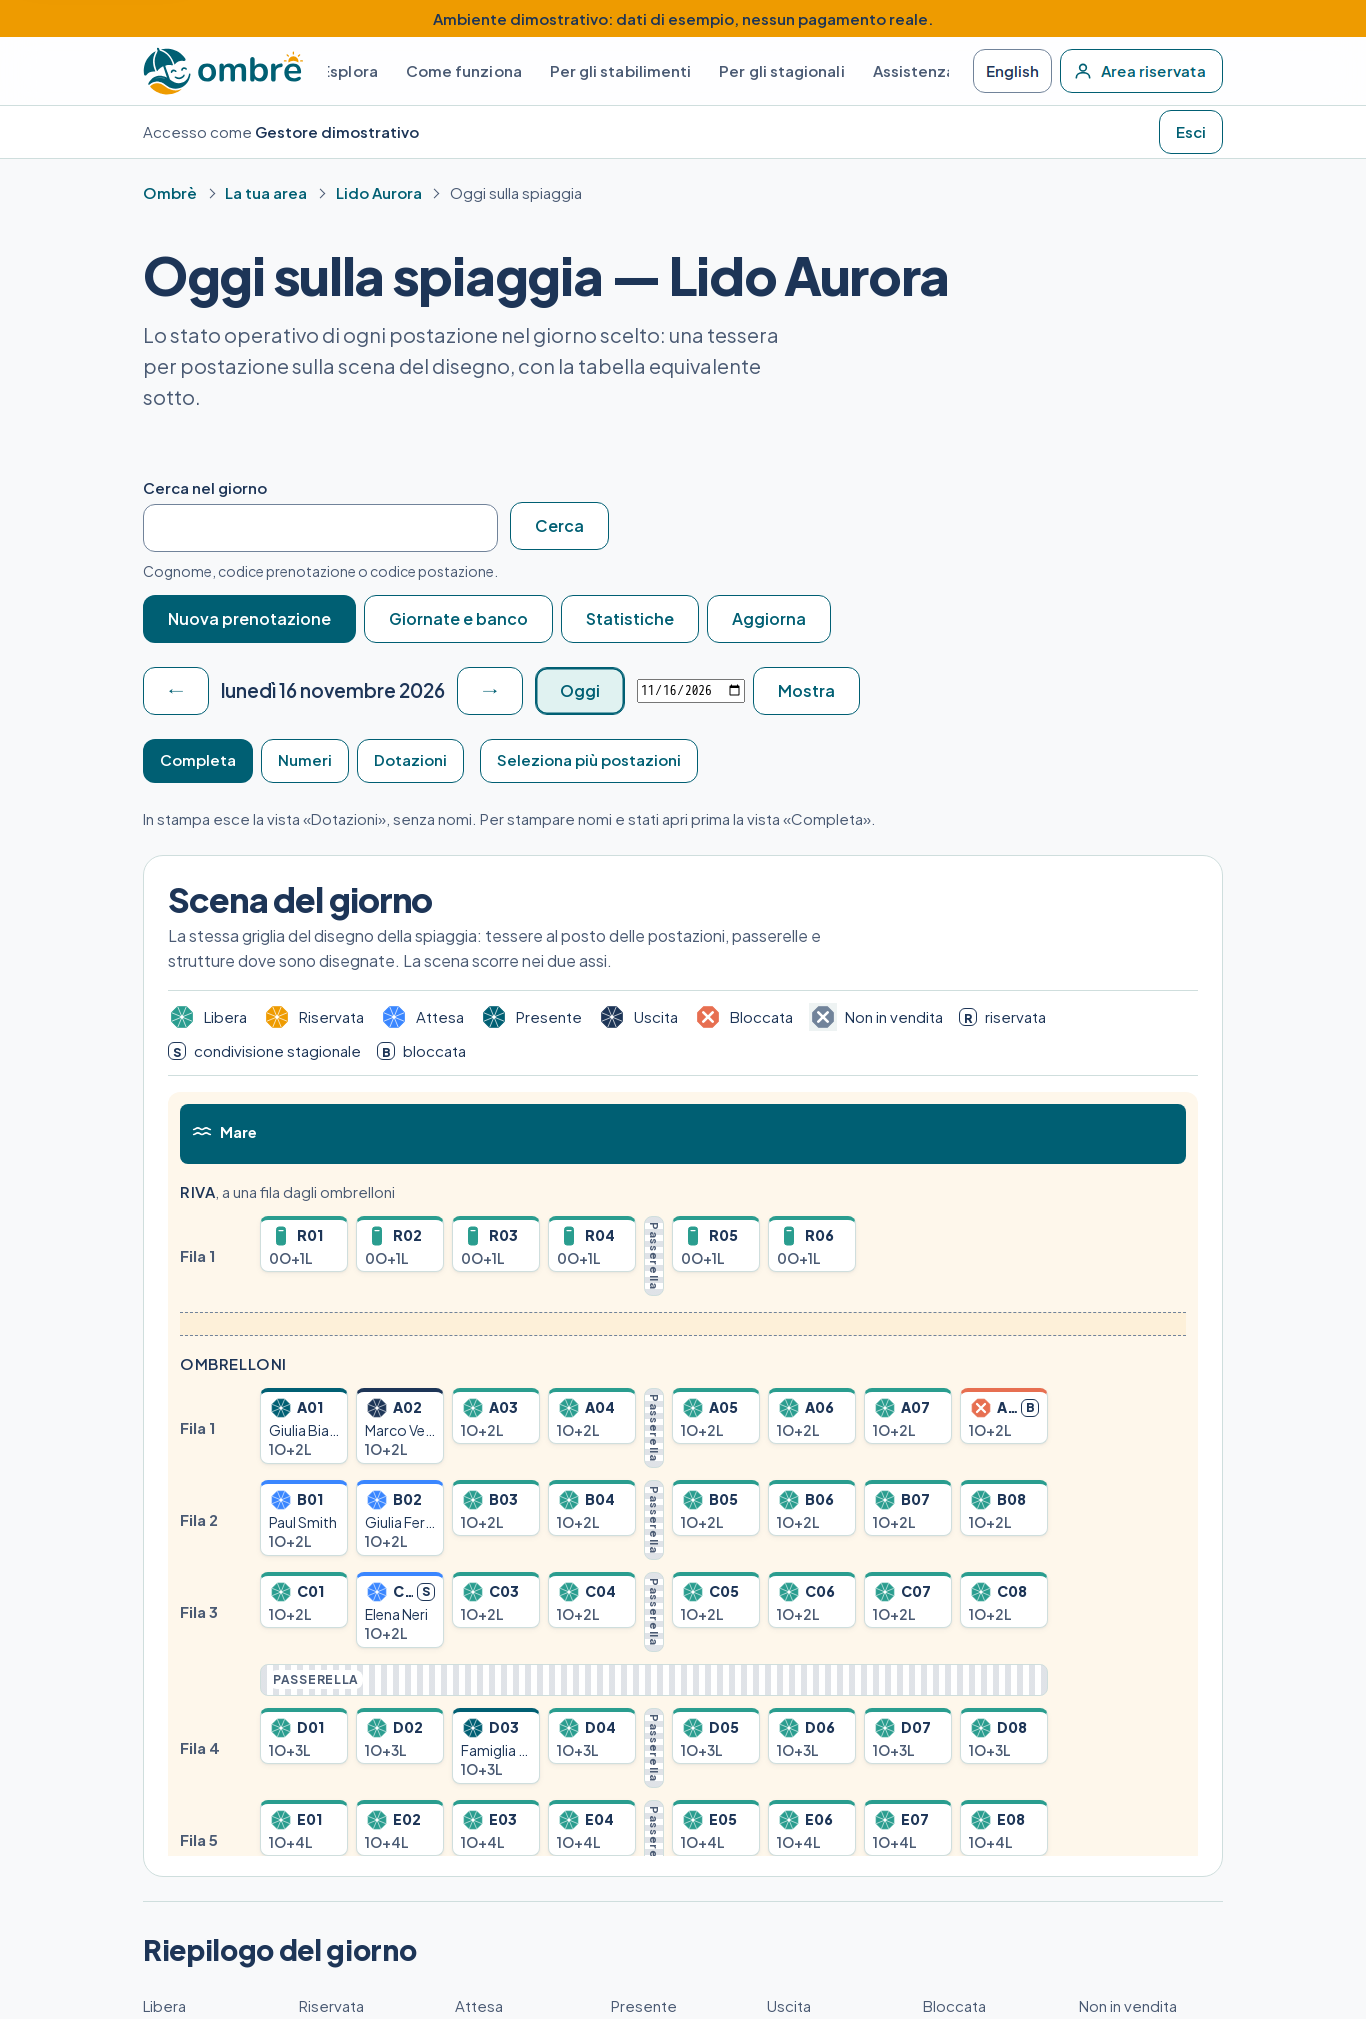 Ambiente dimostrativo: dati di esempio, nessun pagamento reale.
ombrè Esplora Come funziona Per gli stabilimenti Per gli stagionali Assistenza English Area riservata
Accesso come Gestore dimostrativo Esci
Ombrè > La tua area > Lido Aurora > Oggi sulla spiaggia
Oggi sulla spiaggia — Lido Aurora
Lo stato operativo di ogni postazione nel giorno scelto: una tessera
per postazione sulla scena del disegno, con la tabella equivalente
sotto.
Cerca nel giorno
Cerca
Cognome, codice prenotazione o codice postazione.
Nuova prenotazione Giornate e banco Statistiche Aggiorna
← lunedì 16 novembre 2026 → Oggi 11/16/2026 Mostra
Completa Numeri Dotazioni Seleziona più postazioni
In stampa esce la vista «Dotazioni», senza nomi. Per stampare nomi e stati apri prima la vista «Completa».
Scena del giorno
La stessa griglia del disegno della spiaggia: tessere al posto delle postazioni, passerelle e
strutture dove sono disegnate. La scena scorre nei due assi.
Libera Riservata Attesa Presente Uscita Bloccata Non in vendita R riservata
S condivisione stagionale B bloccata
Mare
RIVA, a una fila dagli ombrelloni
Fila 1
R01 R02 R03 R04 Passerella R05 R06
0O+1L 0O+1L 0O+1L 0O+1L 0O+1L 0O+1L
OMBRELLONI
Fila 1
A01 A02 A03 A04 Passerella A05 A06 A07 A... B
Giulia Bia... Marco Ve... 1O+2L 1O+2L 1O+2L 1O+2L 1O+2L 1O+2L
1O+2L 1O+2L
Fila 2
B01 B02 B03 B04 Passerella B05 B06 B07 B08
Paul Smith Giulia Fer... 1O+2L 1O+2L 1O+2L 1O+2L 1O+2L 1O+2L
1O+2L 1O+2L
Fila 3
C01 C... S C03 C04 Passerella C05 C06 C07 C08
1O+2L Elena Neri 1O+2L 1O+2L 1O+2L 1O+2L 1O+2L 1O+2L
1O+2L
PASSERELLA
Fila 4
D01 D02 D03 D04 Passerella D05 D06 D07 D08
1O+3L 1O+3L Famiglia ... 1O+3L 1O+3L 1O+3L 1O+3L 1O+3L
1O+3L
Fila 5
E01 E02 E03 E04 Passere E05 E06 E07 E08
1O+4L 1O+4L 1O+4L 1O+4L 1O+4L 1O+4L 1O+4L 1O+4L
Riepilogo del giorno
Libera Riservata Attesa Presente Uscita Bloccata Non in vendita